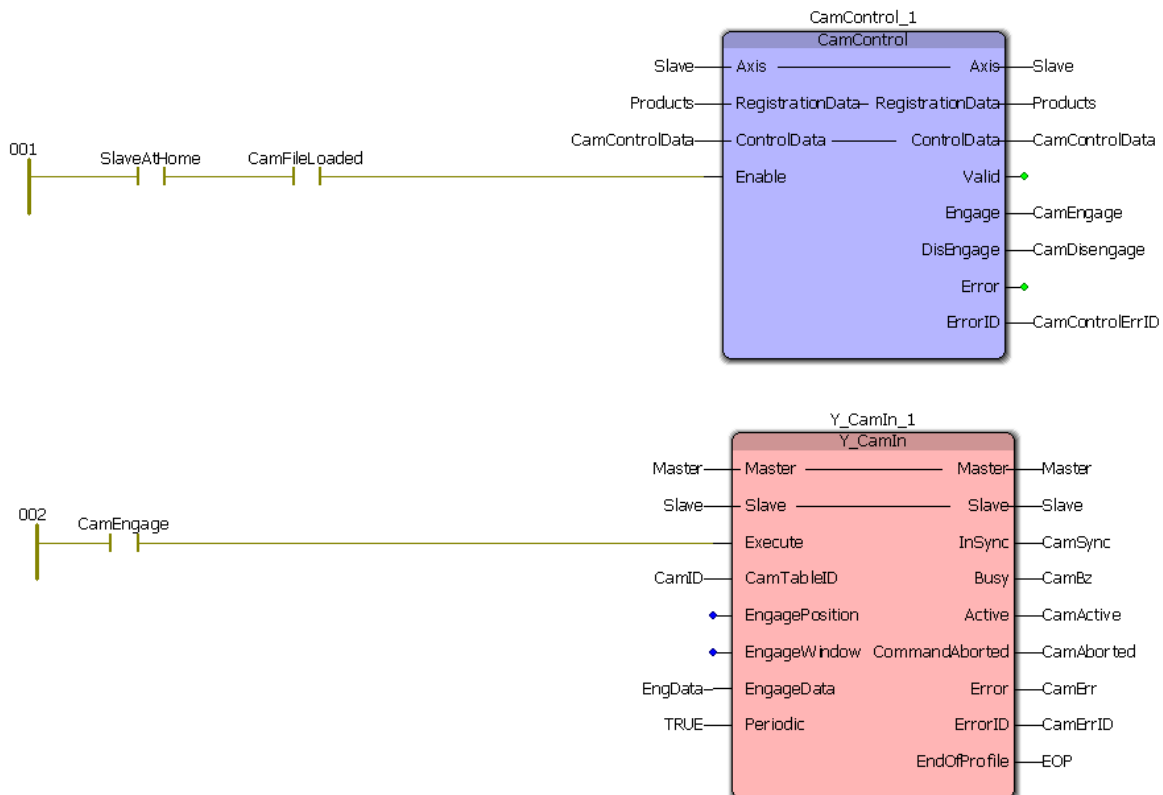 CamControl_1
CamControl
Slave Axis Axis Slave
Products RegistrationData RegistrationData Products
CamControlData ControlData ControlData CamControlData
001 SlaveAtHome CamFileLoaded
Enable Valid
Engage CamEngage
DisEngage CamDisengage
Error
ErrorID CamControlErrID
Y_CamIn_1
Y_CamIn
Master Master Master Master
Slave Slave Slave Slave
002 CamEngage
Execute InSync CamSync
CamID CamTableID Busy CamBz
EngagePosition Active CamActive
EngageWindow CommandAborted CamAborted
EngData EngageData Error CamErr
TRUE Periodic ErrorID CamErrID
EndOfProfile EOP